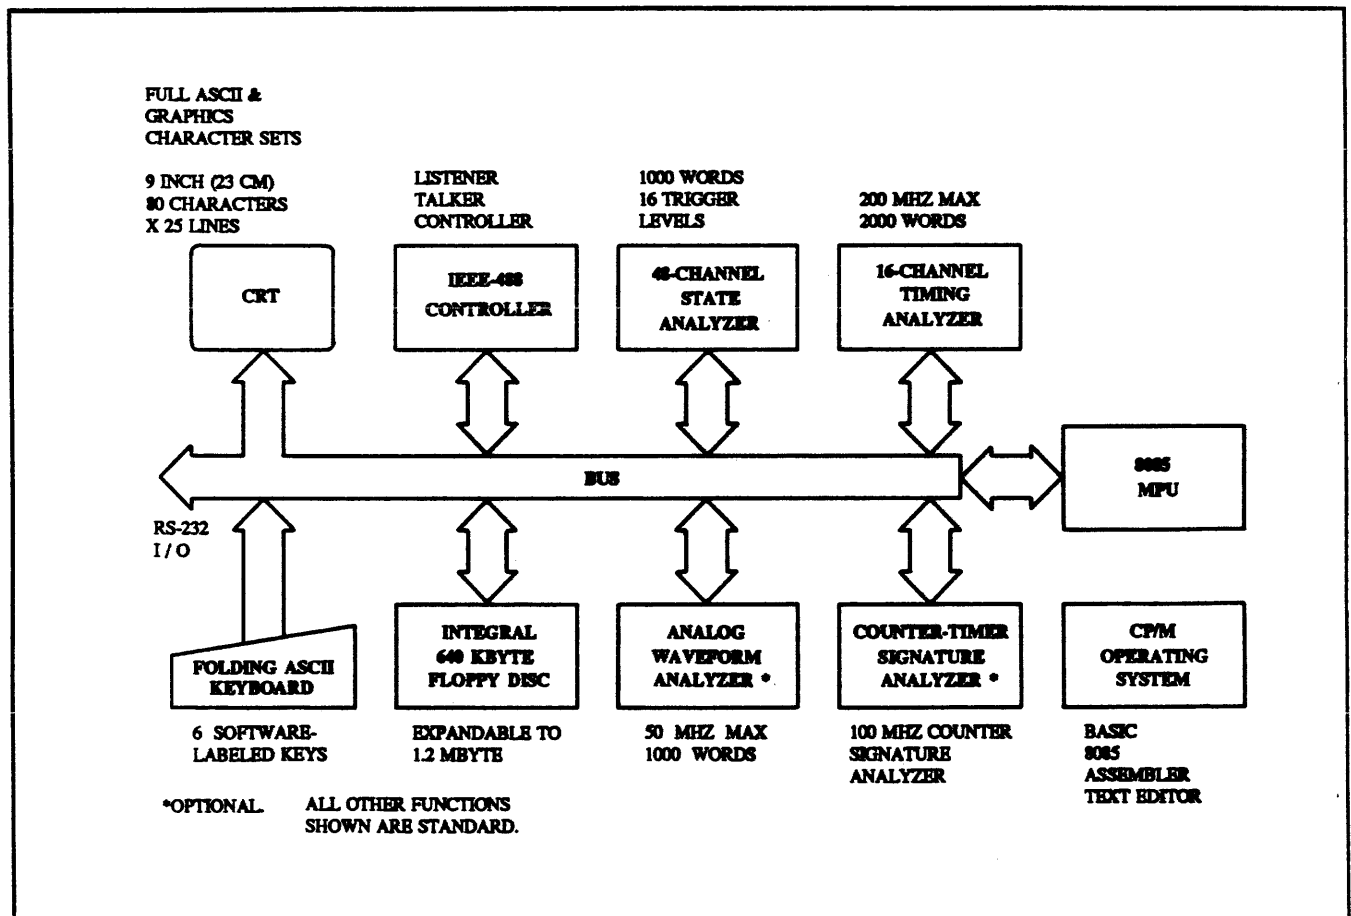 FULL ASCII &
GRAPHICS
CHARACTER SETS
9 INCH (23 CM)
80 CHARACTERS
X 25 LINES
CRT
LISTENER
TALKER
CONTROLLER
IEEE-488
CONTROLLER
1000 WORDS
16 TRIGGER
LEVELS
48-CHANNEL
STATE
ANALYZER
200 MHZ MAX
2000 WORDS
16-CHANNEL
TIMING
ANALYZER
BUS
8085
MPU
RS-232
I / O
FOLDING ASCII
KEYBOARD
6 SOFTWARE-
LABELED KEYS
INTEGRAL
640 KBYTE
FLOPPY DISC
EXPANDABLE TO
1.2 MBYTE
ANALOG
WAVEFORM
ANALYZER *
50 MHZ MAX
1000 WORDS
COUNTER-TIMER
SIGNATURE
ANALYZER *
100 MHZ COUNTER
SIGNATURE
ANALYZER
CP/M
OPERATING
SYSTEM
BASIC
8085
ASSEMBLER
TEXT EDITOR
*OPTIONAL. ALL OTHER FUNCTIONS
SHOWN ARE STANDARD.